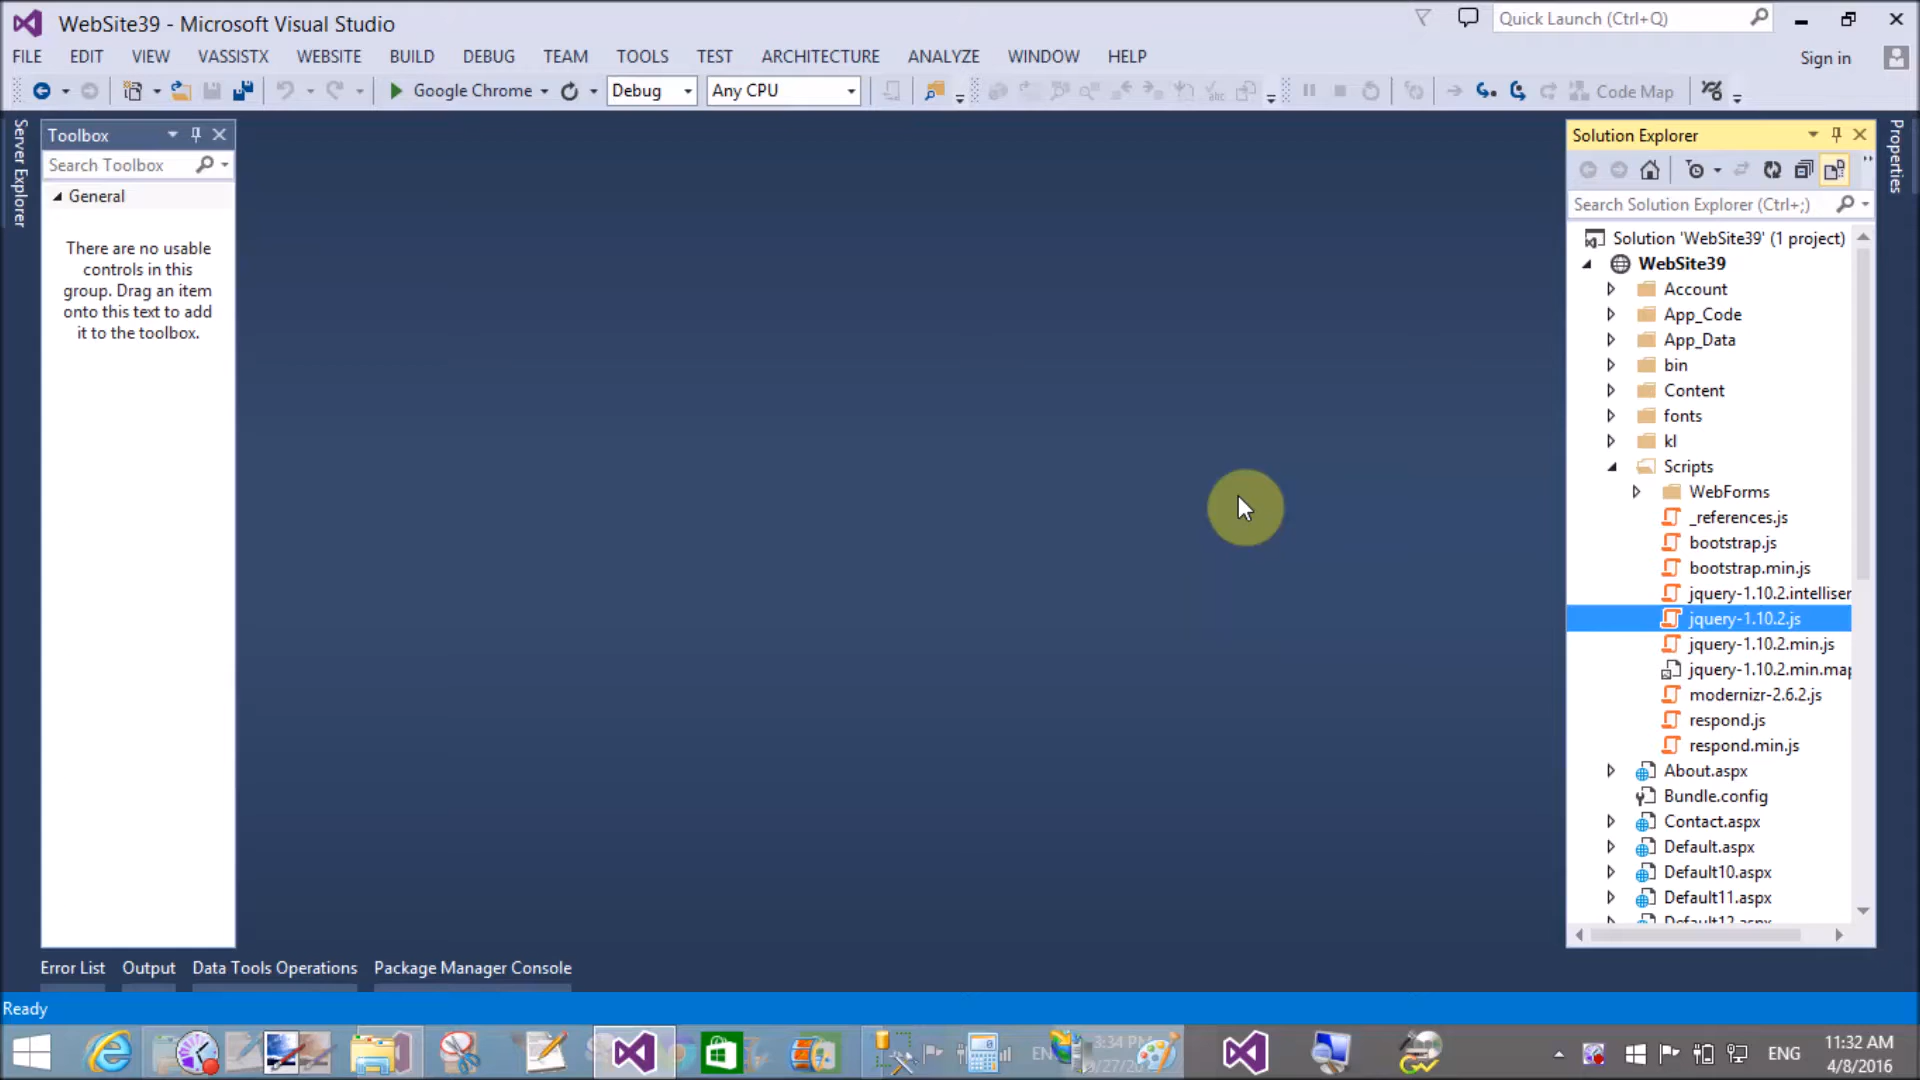 WebSite39 - Microsoft Visual Studio
Quick Launch (Ctrl+Q)
FILE EDIT VIEW VASSISTX WEBSITE BUILD DEBUG TEAM TOOLS TEST ARCHITECTURE ANALYZE WINDOW HELP
Sign in
Google Chrome Debug Any CPU Code Map
Server Explorer
Toolbox
Search Toolbox
General
There are no usable
controls in this
group. Drag an item
onto this text to add
it to the toolbox.
Solution Explorer
Search Solution Explorer (Ctrl+;)
Solution 'WebSite39' (1 project)
WebSite39
Account
App_Code
App_Data
bin
Content
fonts
kl
Scripts
WebForms
_references.js
bootstrap.js
bootstrap.min.js
jquery-1.10.2.intelliser
jquery-1.10.2.js
jquery-1.10.2.min.js
jquery-1.10.2.min.map
modernizr-2.6.2.js
respond.js
respond.min.js
About.aspx
Bundle.config
Contact.aspx
Default.aspx
Default10.aspx
Default11.aspx
Default12.aspx
Properties
Error List Output Data Tools Operations Package Manager Console
Ready
3:34 PM
ENG
11:32 AM
4/8/2016